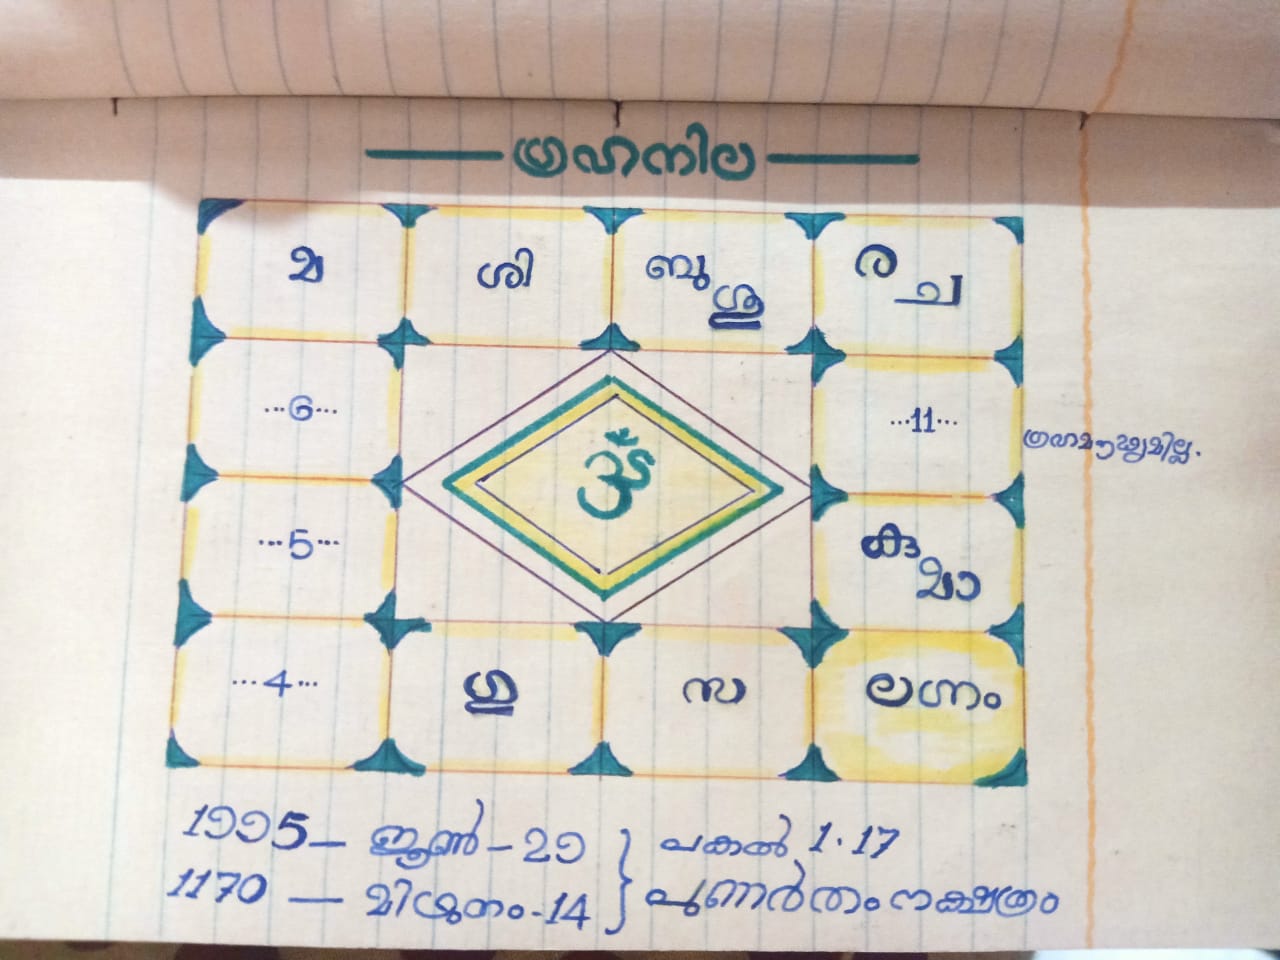 ഗ്രഹനില
മ
ശി
ബു
ശു
ര
ച
...6...
...11...
ഗ്രഹമൗഢ്യമില്ല.
ॐ
...5...
കു
മാ
...4...
ഗു
സ
ലഗ്നം
1995 — ജൂൺ - 29 } പകൽ 1.17
1170 — മിഥുനം - 14 } പുണർതം നക്ഷത്രം